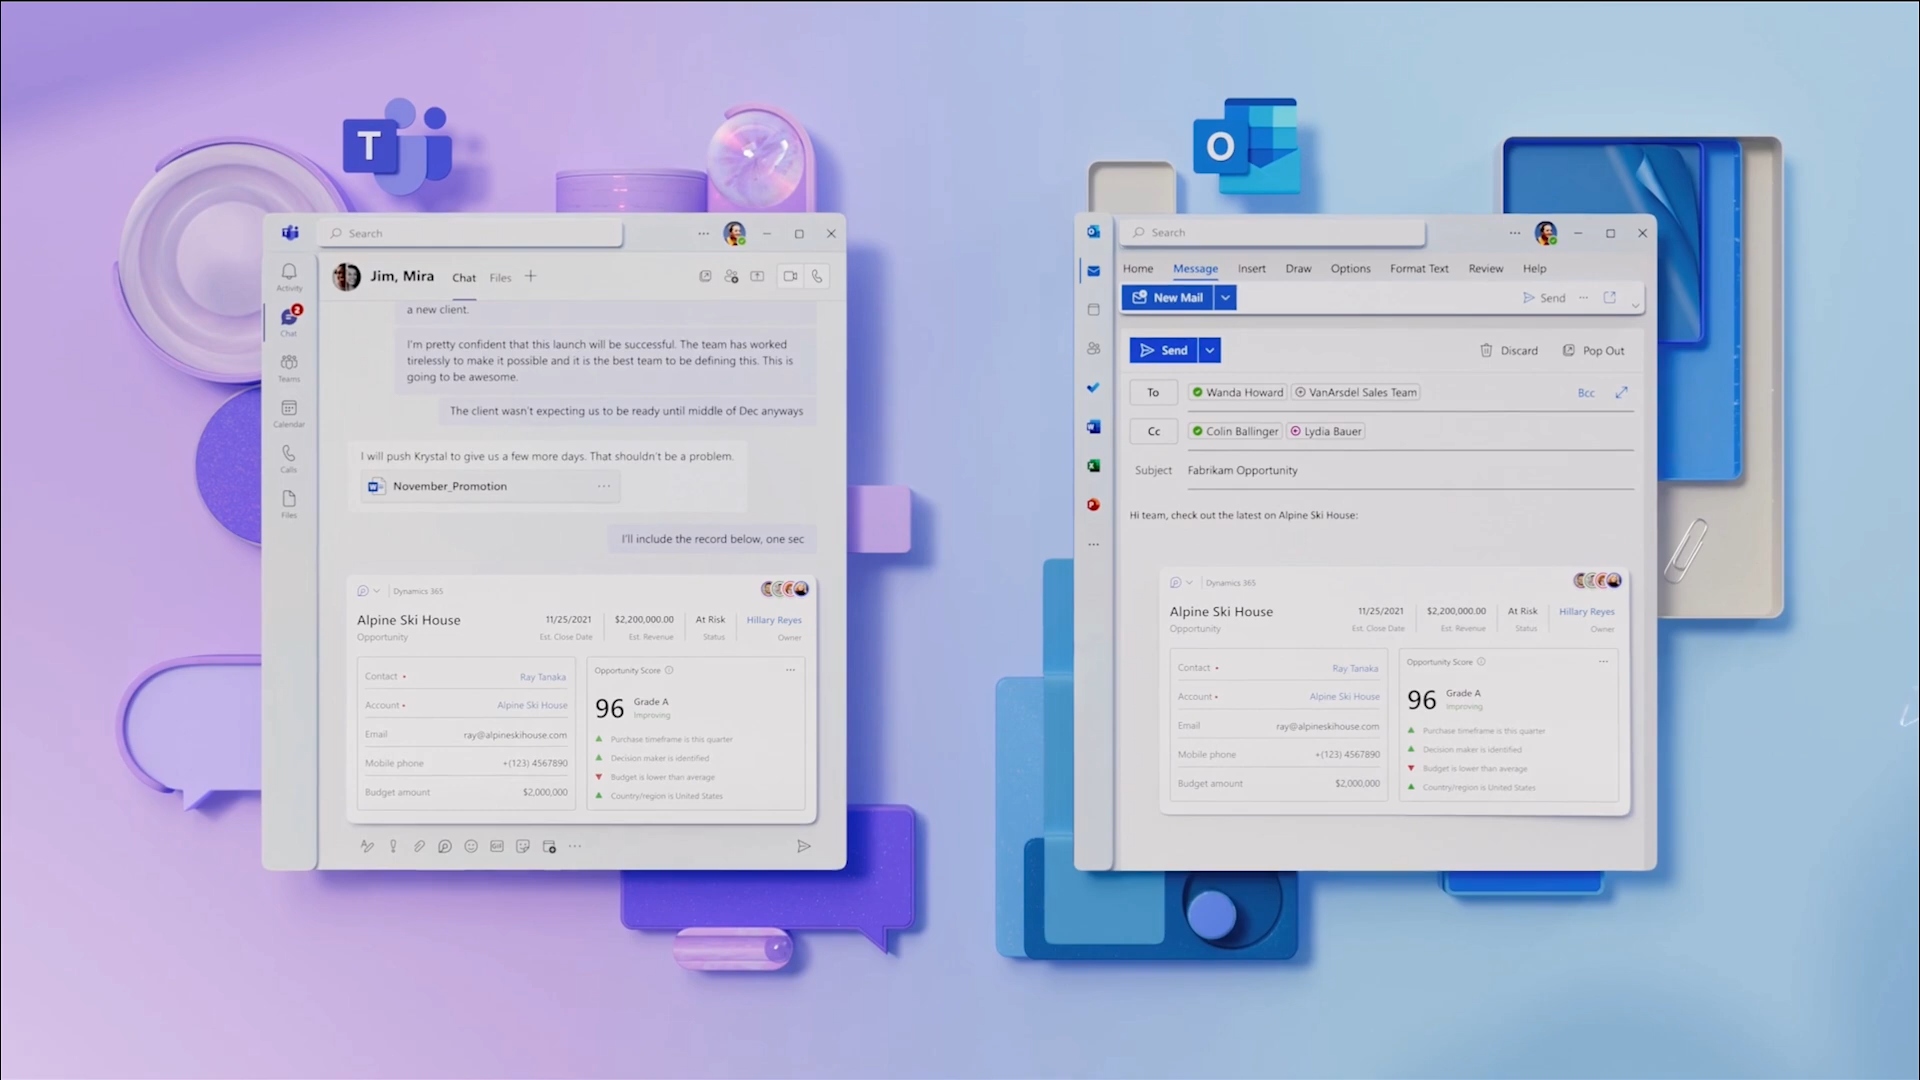 T
Search
Activity
2
Chat
Teams
Calendar
Calls
Files
Jim, Mira
Chat
Files
a new client.
I'm pretty confident that this launch will be successful. The team has worked
tirelessly to make it possible and it is the best team to be defining this. This is
going to be awesome.
The client wasn't expecting us to be ready until middle of Dec anyways
I will push Krystal to give us a few more days. That shouldn't be a problem.
November_Promotion
I'll include the record below, one sec
Dynamics 365
Alpine Ski House
Opportunity
11/25/2021
Est. Close Date
$2,200,000.00
Est. Revenue
At Risk
Status
Hillary Reyes
Owner
Contact
Ray Tanaka
Account
Alpine Ski House
Email
ray@alpineskihouse.com
Mobile phone
+(123) 4567890
Budget amount
$2,000,000
Opportunity Score
96
Grade A
Improving
Purchase timeframe is this quarter
Decision maker is identified
Budget is lower than average
Country/region is United States
GIF
O
Search
Home Message Insert Draw Options Format Text Review Help
New Mail
Send
Send
Discard
Pop Out
To
Wanda Howard
VanArsdel Sales Team
Bcc
Cc
Colin Ballinger
Lydia Bauer
Subject
Fabrikam Opportunity
Hi team, check out the latest on Alpine Ski House:
Dynamics 365
Alpine Ski House
Opportunity
11/25/2021
Est. Close Date
$2,200,000.00
Est. Revenue
At Risk
Status
Hillary Reyes
Owner
Contact
Ray Tanaka
Account
Alpine Ski House
Email
ray@alpineskihouse.com
Mobile phone
+(123) 4567890
Budget amount
$2,000,000
Opportunity Score
96
Grade A
Improving
Purchase timeframe is this quarter
Decision maker is identified
Budget is lower than average
Country/region is United States